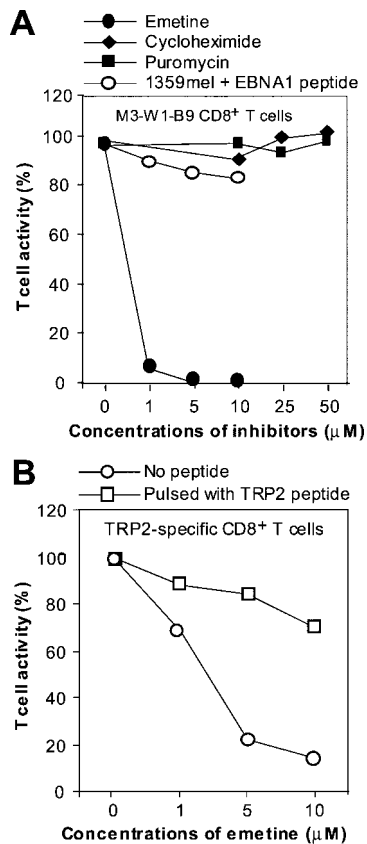 A
Emetine
Cycloheximide
Puromycin
1359mel + EBNA1 peptide
M3-W1-B9 CD8+ T cells
T cell activity (%)
120
100
80
60
40
20
0
0 1 5 10 25 50
Concentrations of inhibitors (μM)
B
No peptide
Pulsed with TRP2 peptide
TRP2-specific CD8+ T cells
T cell activity (%)
120
100
80
60
40
20
0
0 1 5 10
Concentrations of emetine (μM)